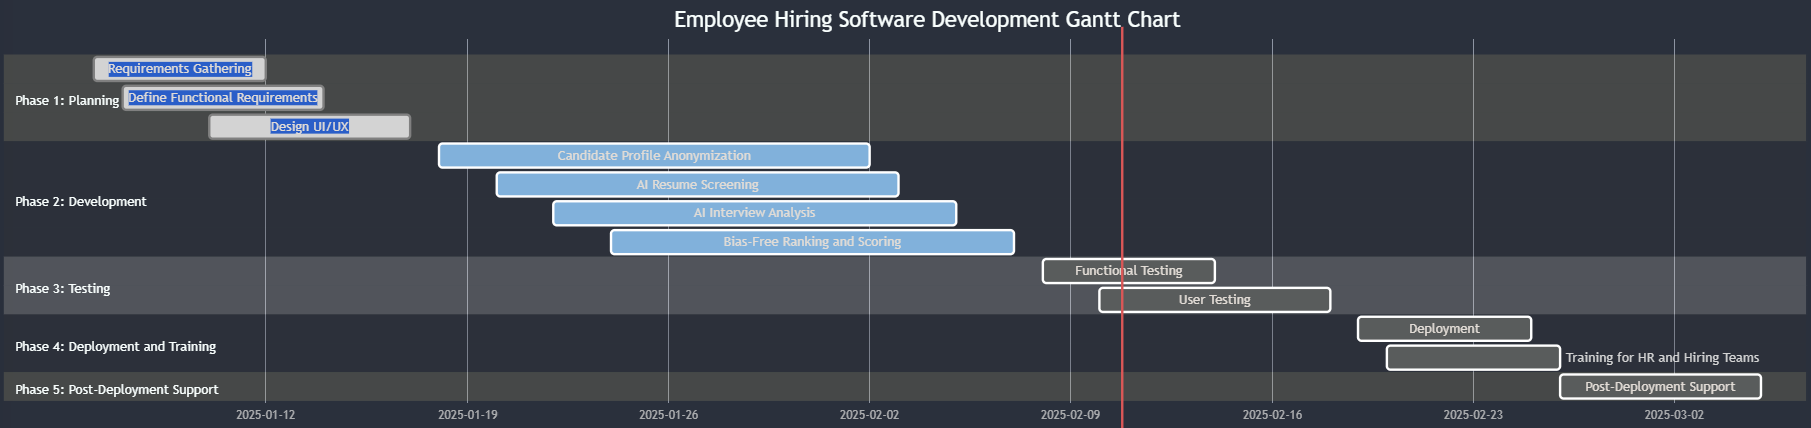 Employee Hiring Software Development Gantt Chart
Phase 1: Planning
Requirements Gathering
Define Functional Requirements
Design UI/UX
Phase 2: Development
Candidate Profile Anonymization
AI Resume Screening
AI Interview Analysis
Bias-Free Ranking and Scoring
Phase 3: Testing
Functional Testing
User Testing
Phase 4: Deployment and Training
Deployment
Training for HR and Hiring Teams
Phase 5: Post-Deployment Support
Post-Deployment Support
2025-01-12 2025-01-19 2025-01-26 2025-02-02 2025-02-09 2025-02-16 2025-02-23 2025-03-02